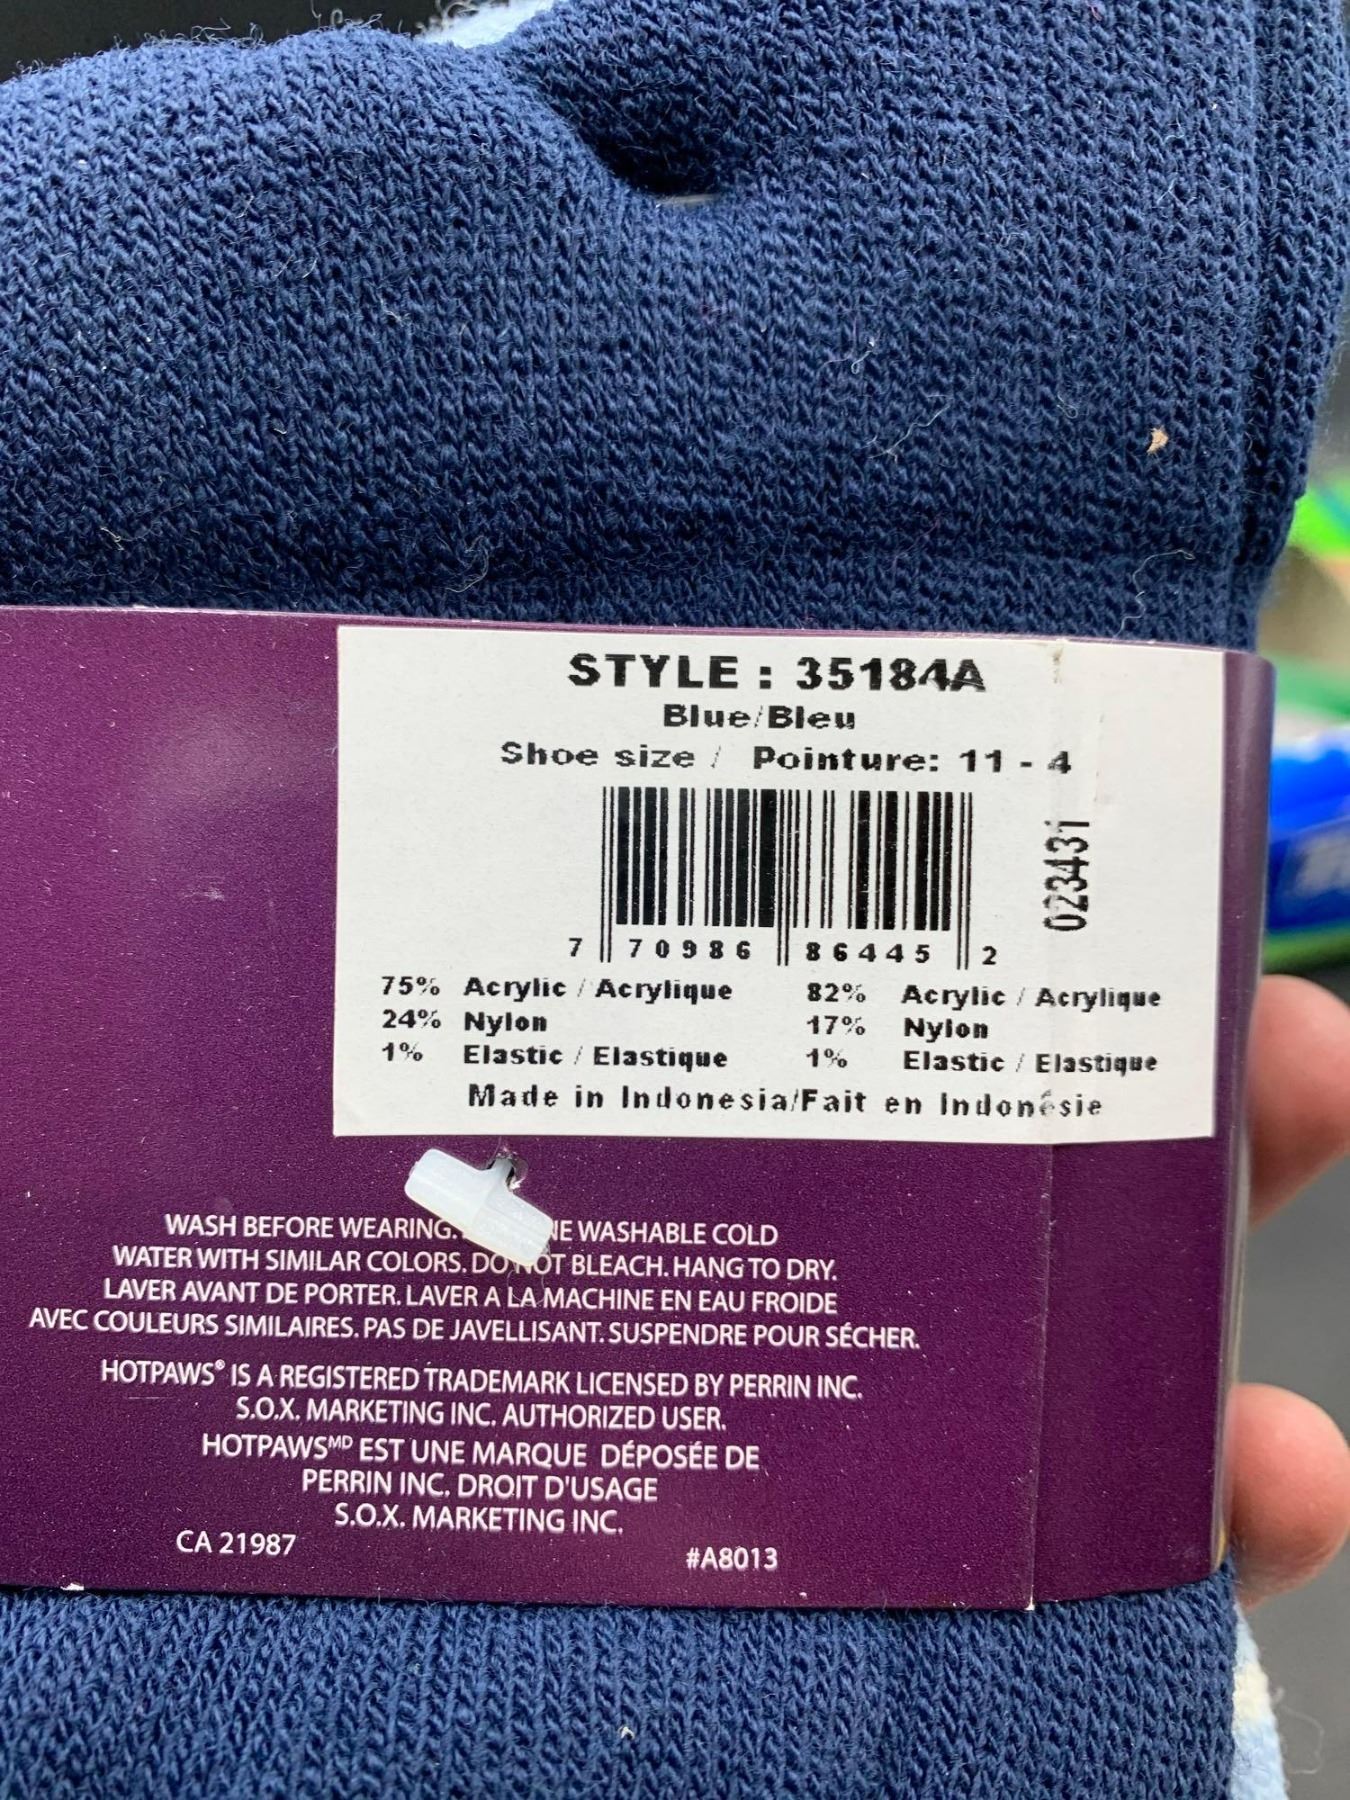 STYLE : 35184A
Blue/Bleu
Shoe size / Pointure: 11 - 4
023431
7 70986 86445 2
75% Acrylic / Acrylique 82% Acrylic / Acrylique
24% Nylon 17% Nylon
1% Elastic / Elastique 1% Elastic / Elastique
Made in Indonesia/Fait en Indonésie
WASH BEFORE WEARING. WASHABLE COLD
WATER WITH SIMILAR COLORS. DO NOT BLEACH. HANG TO DRY.
LAVER AVANT DE PORTER. LAVER A LA MACHINE EN EAU FROIDE
AVEC COULEURS SIMILAIRES. PAS DE JAVELLISANT. SUSPENDRE POUR SÉCHER.
HOTPAWS® IS A REGISTERED TRADEMARK LICENSED BY PERRIN INC.
S.O.X. MARKETING INC. AUTHORIZED USER.
HOTPAWSMD EST UNE MARQUE DÉPOSÉE DE
PERRIN INC. DROIT D'USAGE
S.O.X. MARKETING INC.
CA 21987 #A8013